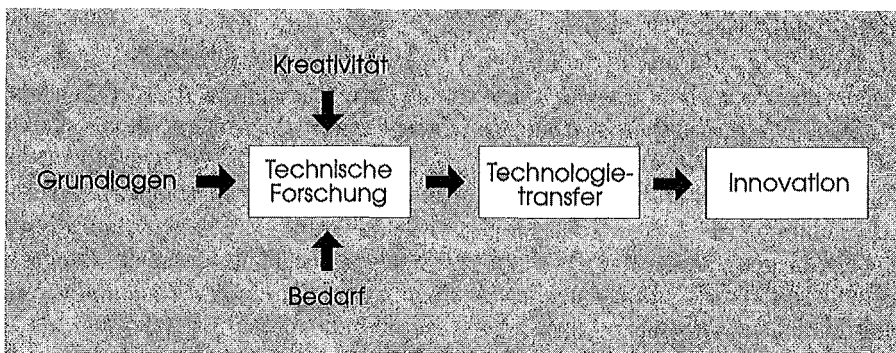 Kreativität
Grundlagen
Technische
Forschung
Technologie-
transfer
Innovation
Bedarf